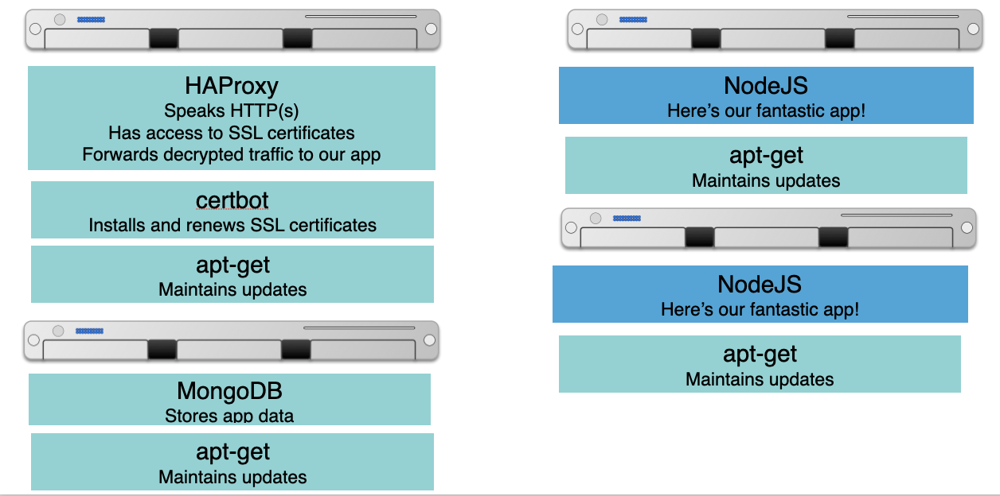 HAProxy
Speaks HTTP(s)
Has access to SSL certificates
Forwards decrypted traffic to our app
certbot
Installs and renews SSL certificates
apt-get
Maintains updates
MongoDB
Stores app data
apt-get
Maintains updates
NodeJS
Here’s our fantastic app!
apt-get
Maintains updates
NodeJS
Here’s our fantastic app!
apt-get
Maintains updates